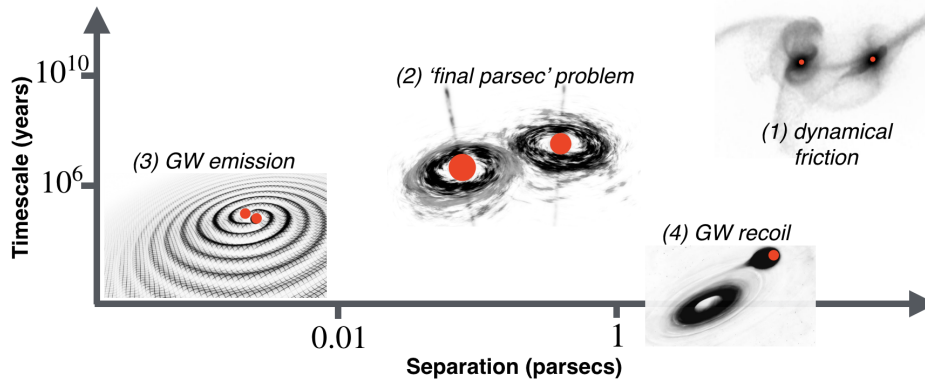 10^10
(2) 'final parsec' problem
(1) dynamical
friction
Timescale (years)
(3) GW emission
10^6
(4) GW recoil
0.01
1
Separation (parsecs)